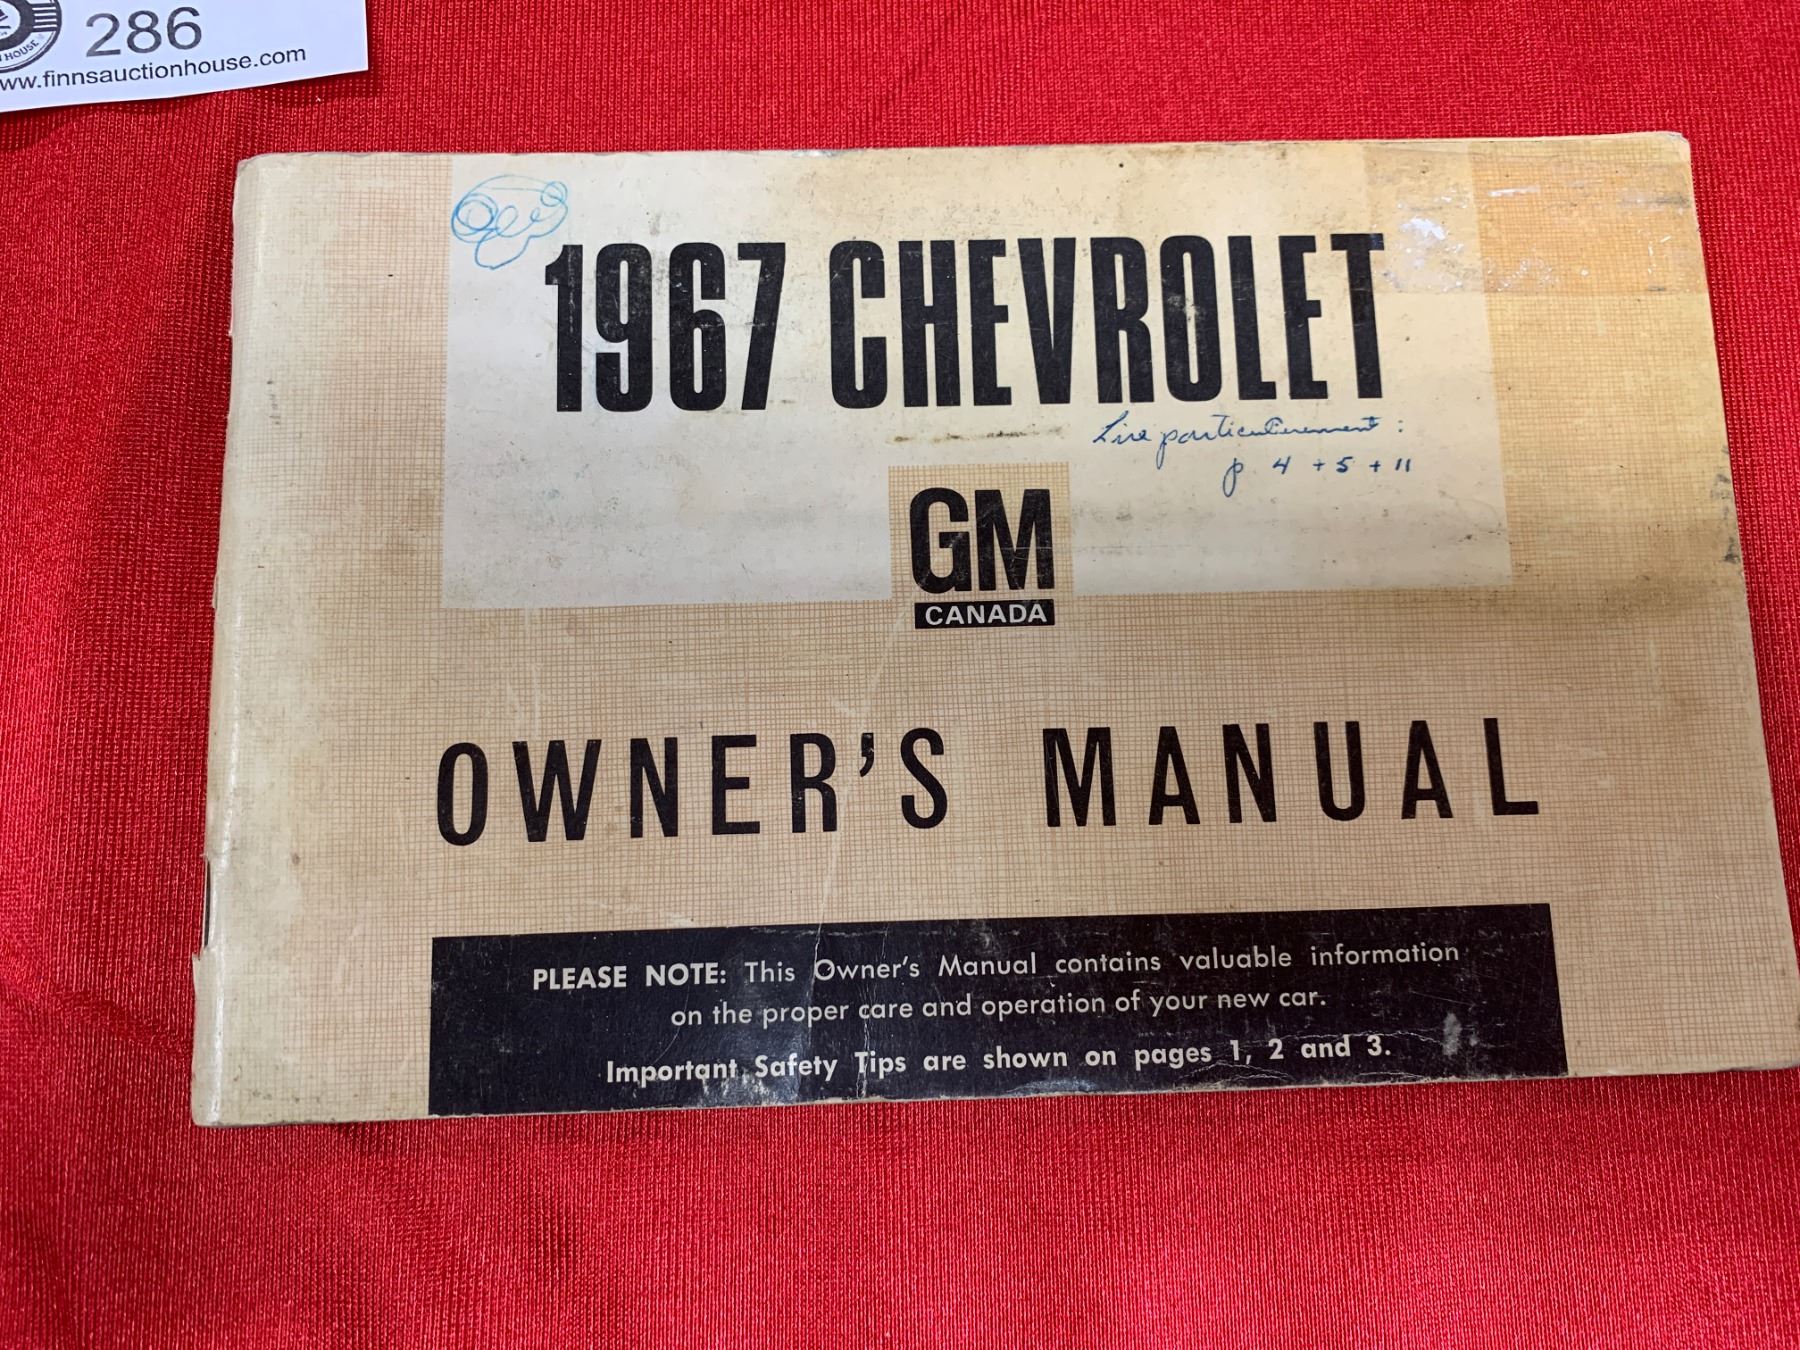 286
HOUSE
ww.finnsauctionhouse.com
1967 CHEVROLET
Lire particulièrement :
p 4 + 5 + 11
GM
CANADA
OWNER'S MANUAL
PLEASE NOTE: This Owner's Manual contains valuable information
on the proper care and operation of your new car.
Important Safety Tips are shown on pages 1, 2 and 3.